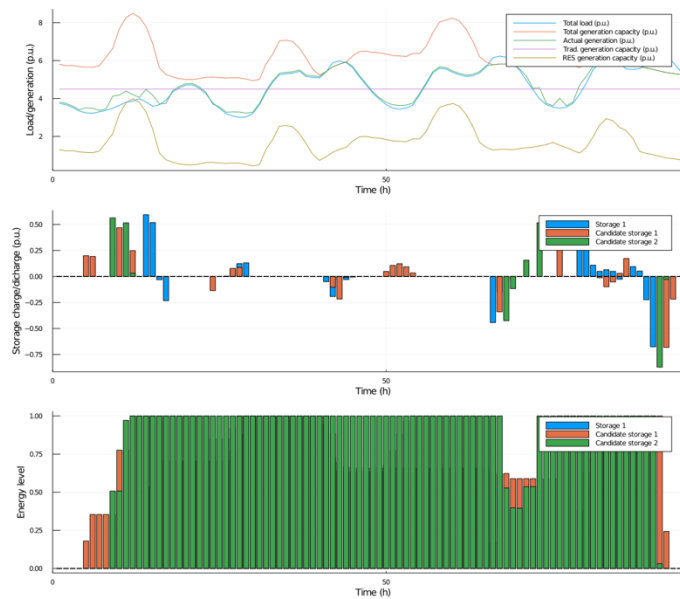 8
6
4
2
Load/generation (p.u.)
Total load (p.u.)
Total generation capacity (p.u.)
Actual generation (p.u.)
Trad. generation capacity (p.u.)
RES generation capacity (p.u.)
0
50
Time (h)
0.50
0.25
0.00
−0.25
−0.50
−0.75
Storage charge/dicharge (p.u.)
Storage 1
Candidate storage 1
Candidate storage 2
0
50
Time (h)
1.00
0.75
0.50
0.25
0.00
Energy level
Storage 1
Candidate storage 1
Candidate storage 2
0
50
Time (h)